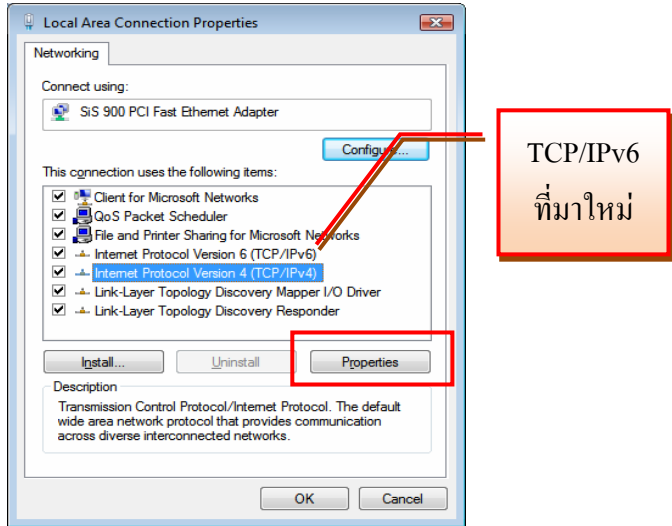 Local Area Connection Properties
Networking
Connect using:
SiS 900 PCI Fast Ethernet Adapter
Configure...
This connection uses the following items:
Client for Microsoft Networks
QoS Packet Scheduler
File and Printer Sharing for Microsoft Networks
Internet Protocol Version 6 (TCP/IPv6)
Internet Protocol Version 4 (TCP/IPv4)
Link-Layer Topology Discovery Mapper I/O Driver
Link-Layer Topology Discovery Responder
Install...
Uninstall
Properties
Description
Transmission Control Protocol/Internet Protocol. The default
wide area network protocol that provides communication
across diverse interconnected networks.
OK
Cancel
TCP/IPv6
ที่มาใหม่